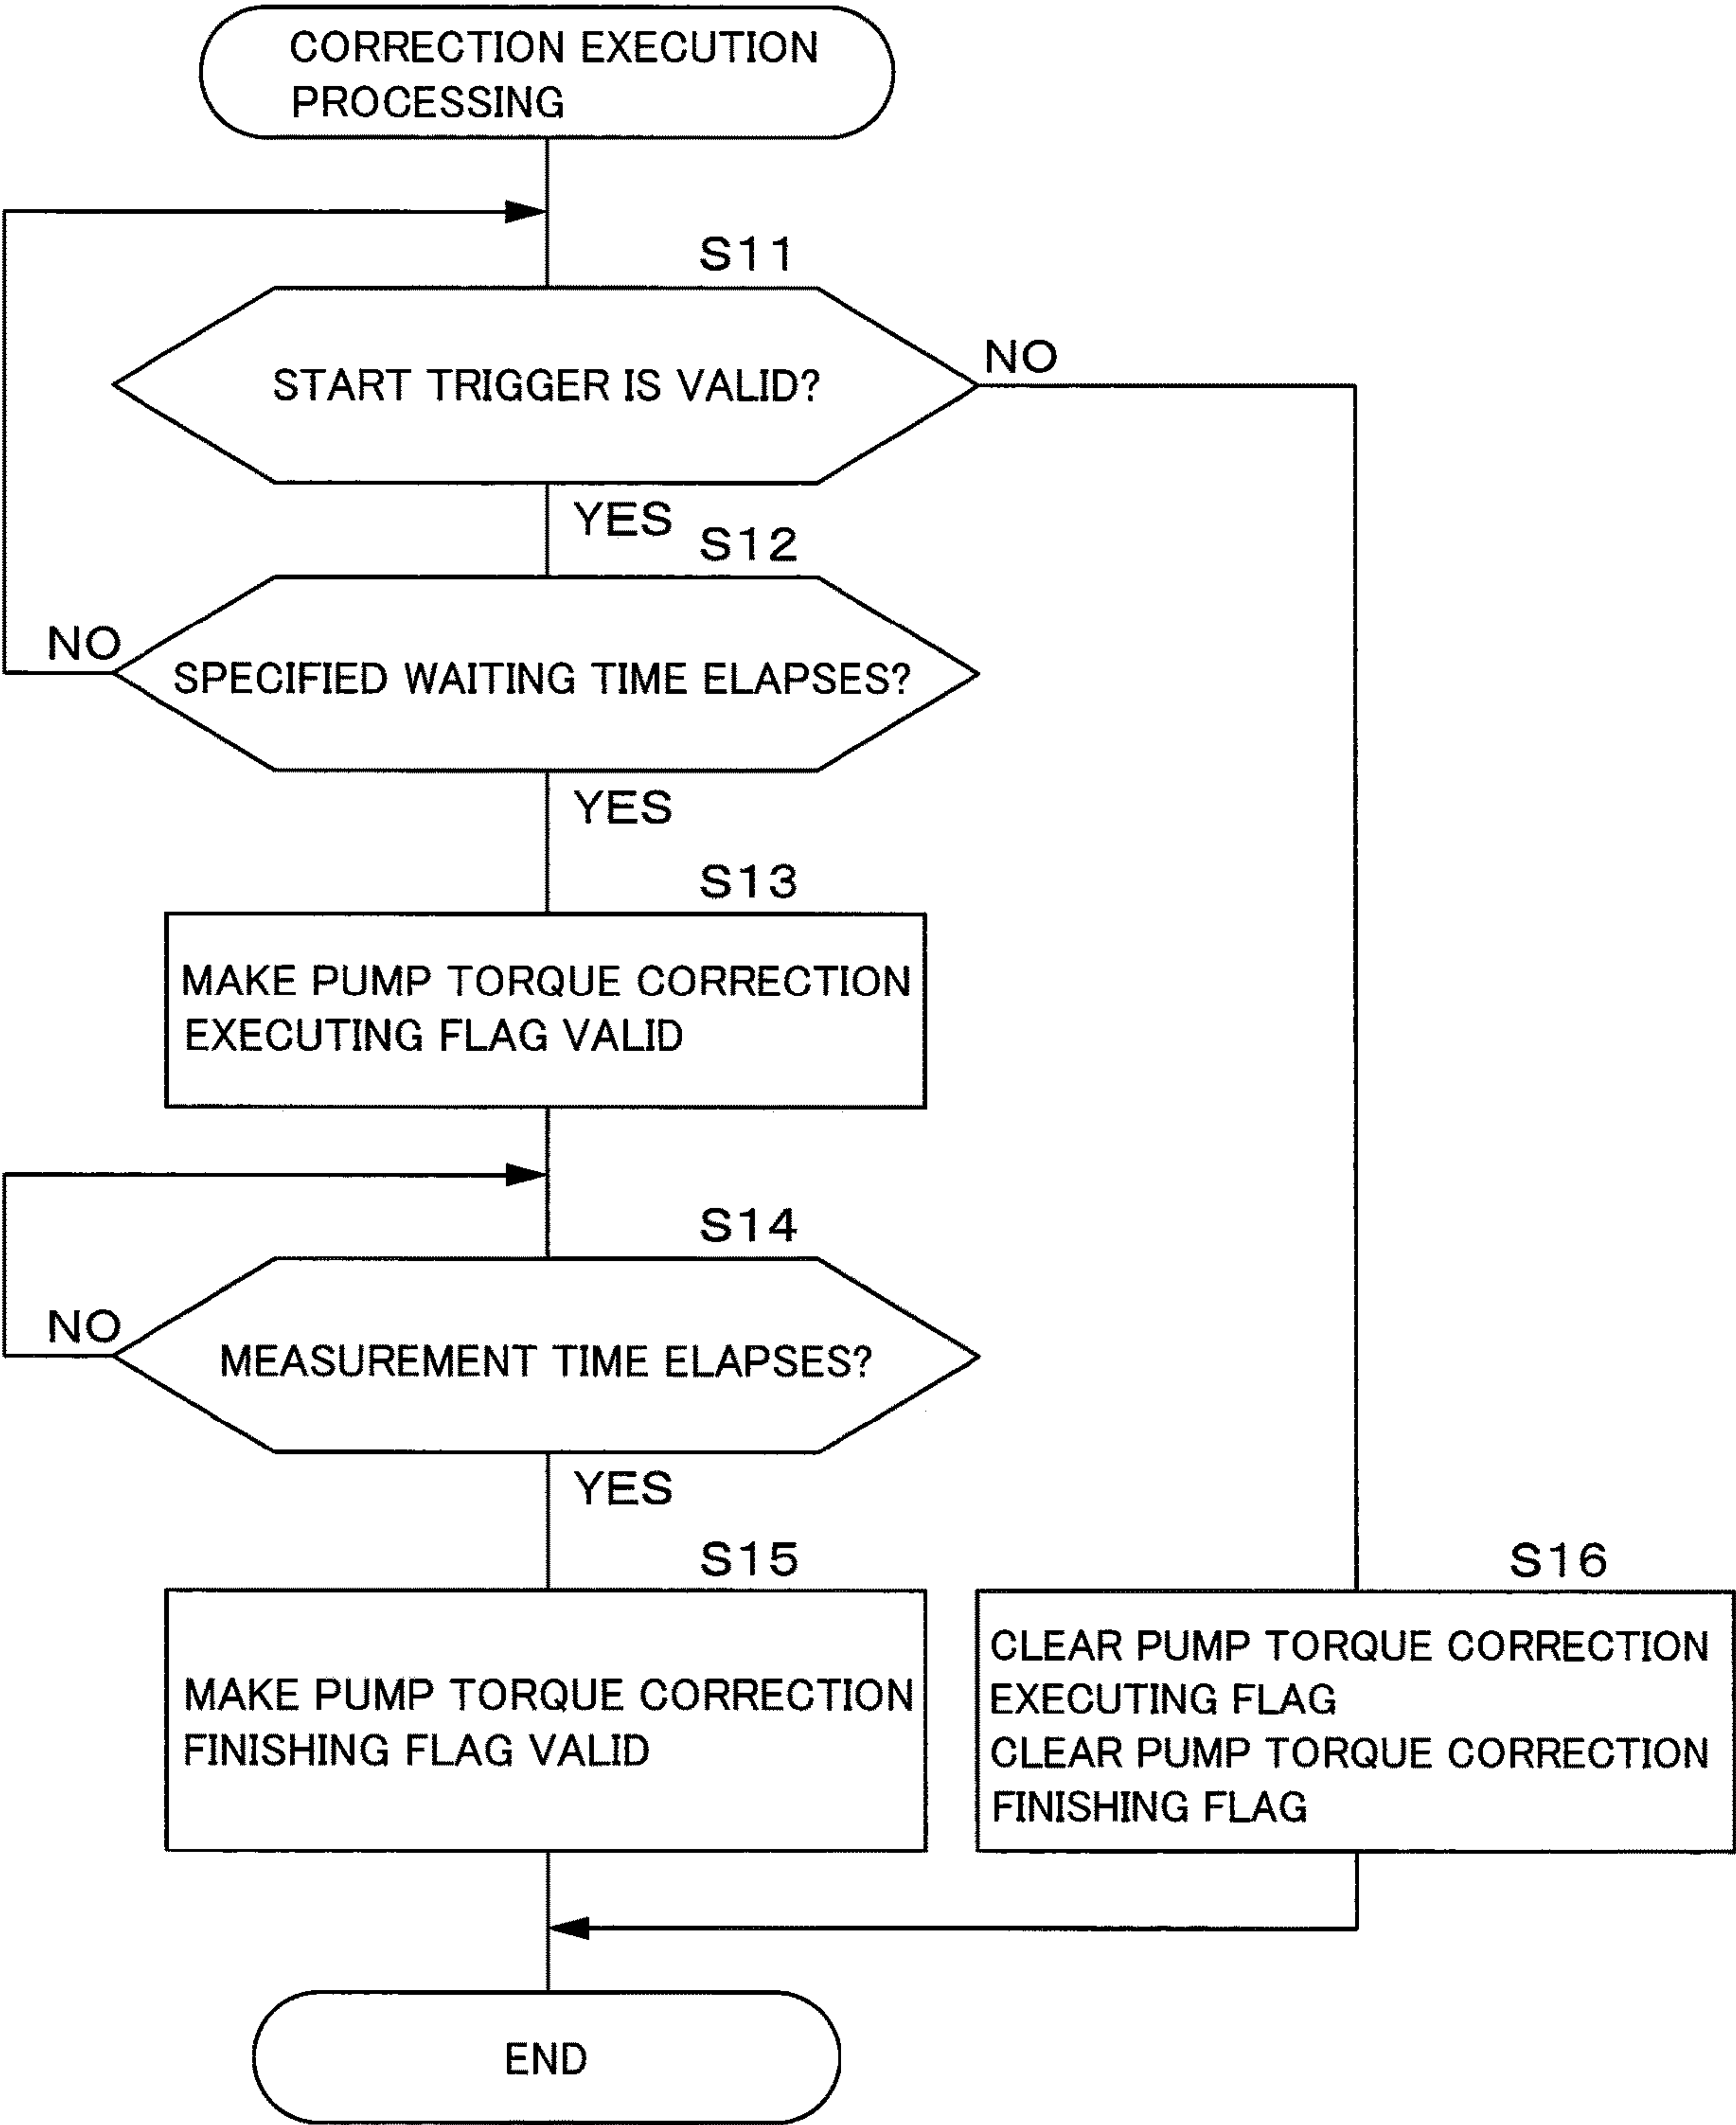 CORRECTION EXECUTION
PROCESSING
S11
START TRIGGER IS VALID?
NO
YES
S12
NO
SPECIFIED WAITING TIME ELAPSES?
YES
S13
MAKE PUMP TORQUE CORRECTION
EXECUTING FLAG VALID
S14
NO
MEASUREMENT TIME ELAPSES?
YES
S15
MAKE PUMP TORQUE CORRECTION
FINISHING FLAG VALID
S16
CLEAR PUMP TORQUE CORRECTION
EXECUTING FLAG
CLEAR PUMP TORQUE CORRECTION
FINISHING FLAG
END